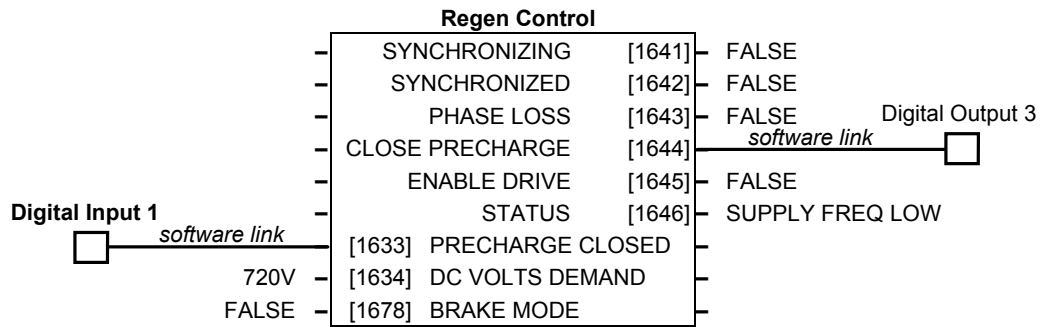 Regen Control
SYNCHRONIZING [1641] FALSE
SYNCHRONIZED [1642] FALSE
PHASE LOSS [1643] FALSE Digital Output 3
CLOSE PRECHARGE [1644] software link
ENABLE DRIVE [1645] FALSE
Digital Input 1 STATUS [1646] SUPPLY FREQ LOW
software link [1633] PRECHARGE CLOSED
720V [1634] DC VOLTS DEMAND
FALSE [1678] BRAKE MODE